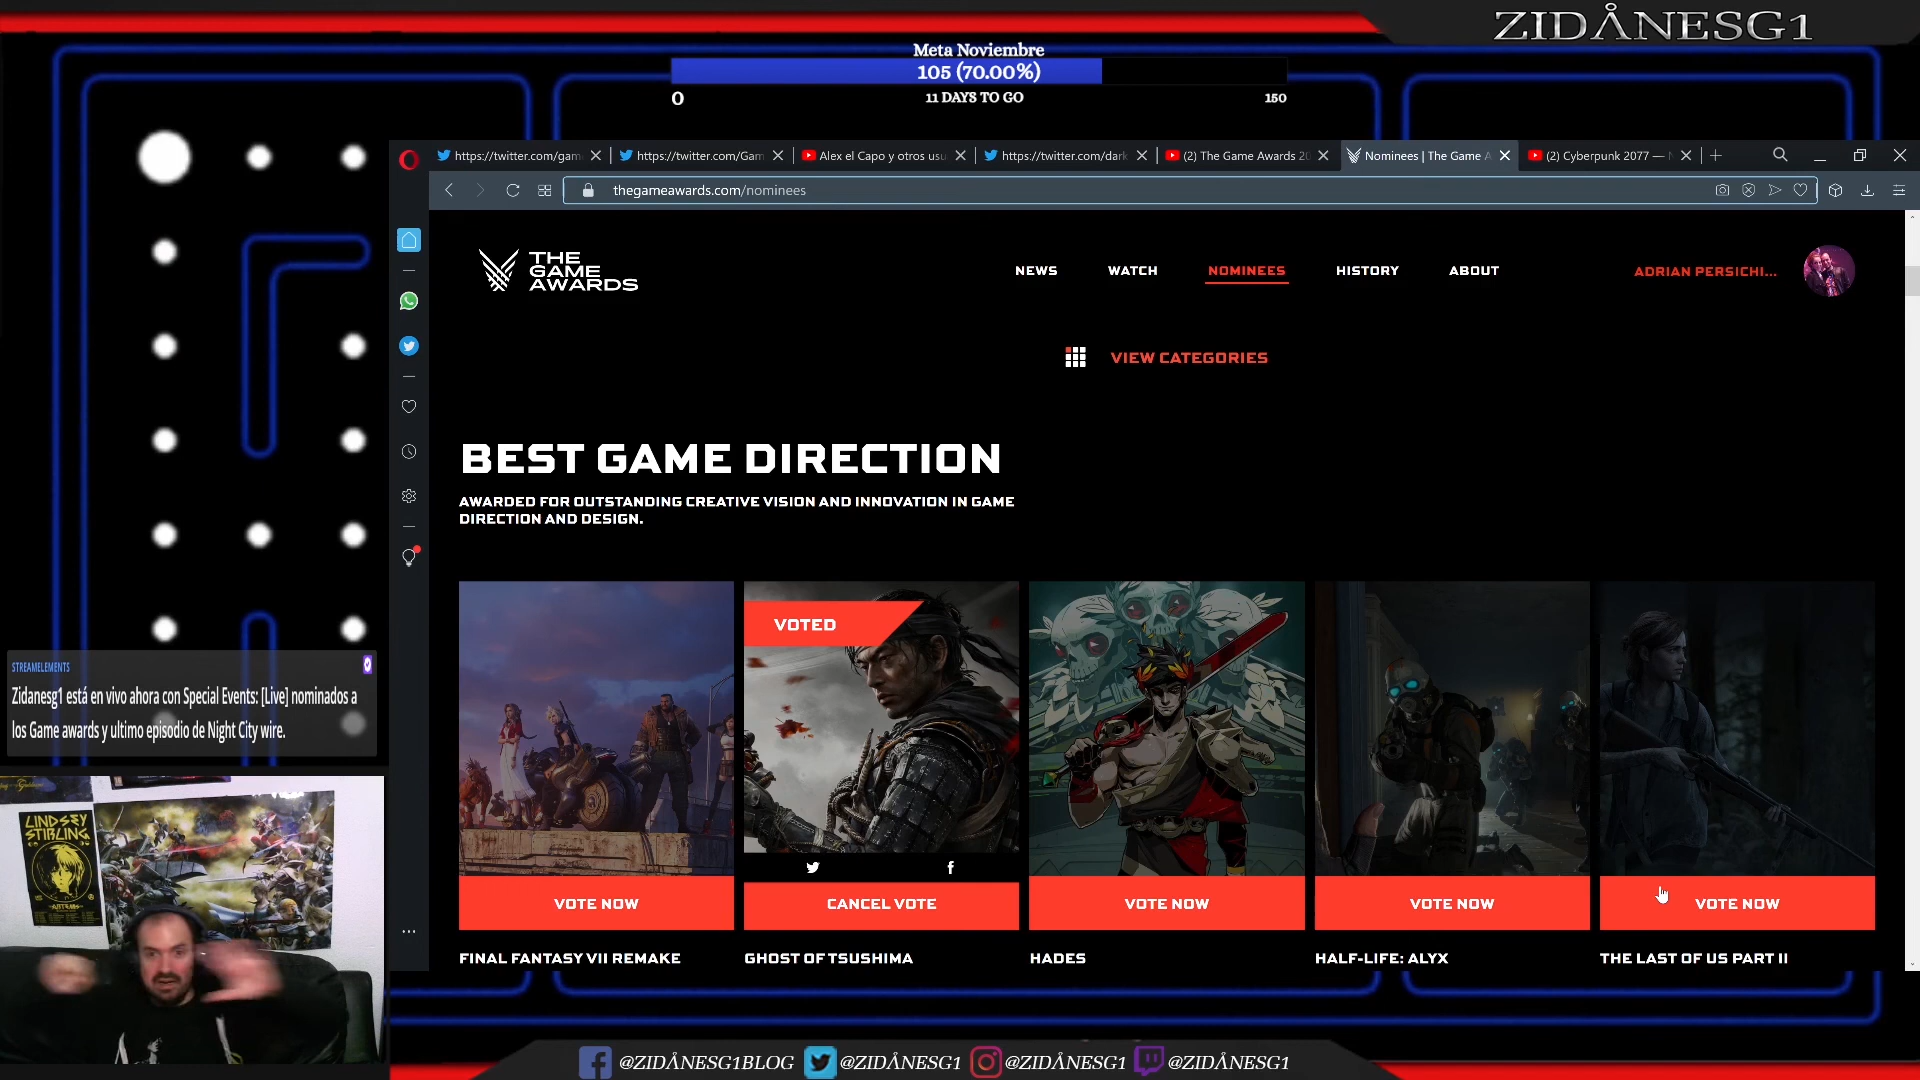 ZIDÅNESG1
Meta Noviembre
105 (70.00%)
0
11 DAYS TO GO
150
https://twitter.com/gam
https://twitter.com/Gam
Alex el Capo y otros usu
https://twitter.com/dark
(2) The Game Awards 20
Nominees | The Game A
(2) Cyberpunk 2077 —
thegameawards.com/nominees
THE
GAME
AWARDS
NEWS
WATCH
NOMINEES
HISTORY
ABOUT
ADRIAN PERSICHI...
VIEW CATEGORIES
BEST GAME DIRECTION
AWARDED FOR OUTSTANDING CREATIVE VISION AND INNOVATION IN GAME
DIRECTION AND DESIGN.
VOTED
VOTE NOW
CANCEL VOTE
VOTE NOW
VOTE NOW
VOTE NOW
FINAL FANTASY VII REMAKE
GHOST OF TSUSHIMA
HADES
HALF-LIFE: ALYX
THE LAST OF US PART II
STREAMELEMENTS
Zidanesg1 está en vivo ahora con Special Events: [Live] nominados a
los Game awards y ultimo episodio de Night City wire.
LINDSEY
STIRLING
@ZIDÅNESG1BLOG
@ZIDÅNESG1
@ZIDÅNESG1
@ZIDÅNESG1